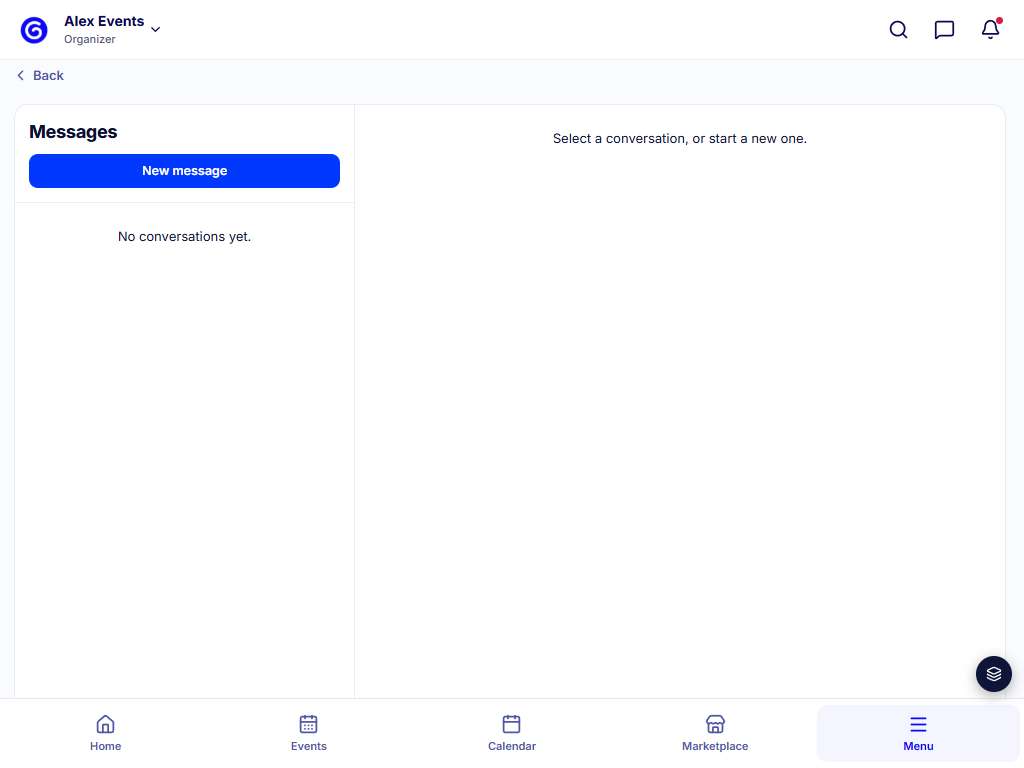 Alex Events
Organizer
Back
Messages
New message
No conversations yet.
Select a conversation, or start a new one.
Home
Events
Calendar
Marketplace
Menu